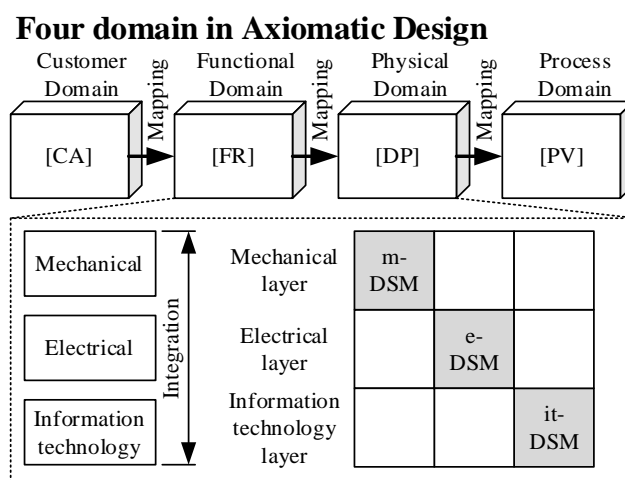 Four domain in Axiomatic Design
Customer Domain
Functional Domain
Physical Domain
Process Domain
[CA]
Mapping
[FR]
Mapping
[DP]
Mapping
[PV]
Mechanical
Electrical
Information
technology
Integration
Mechanical
layer
Electrical
layer
Information
technology
layer
m-
DSM
e-
DSM
it-
DSM